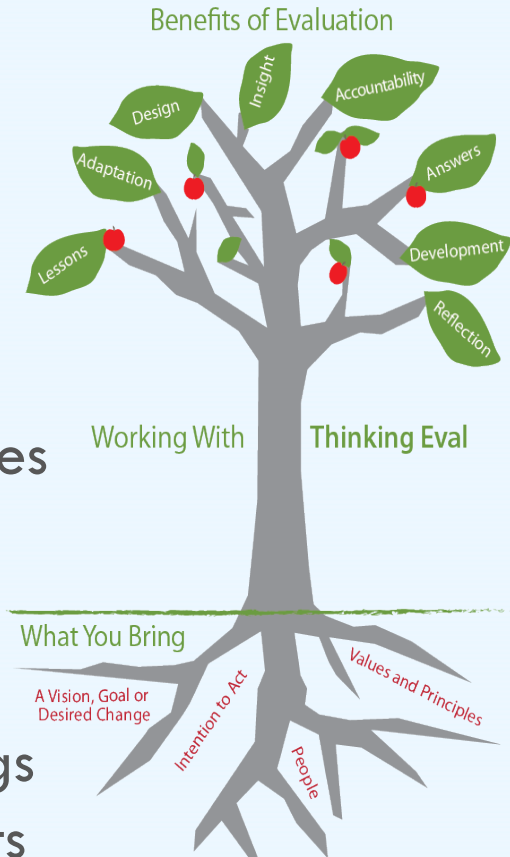 Benefits of Evaluation
Insight
Accountability
Design
Adaptation
Answers
Lessons
Development
Reflection
Working With Thinking Eval
es
What You Bring
A Vision, Goal or
Desired Change
Intention to Act
Values and Principles
People
gs
ts